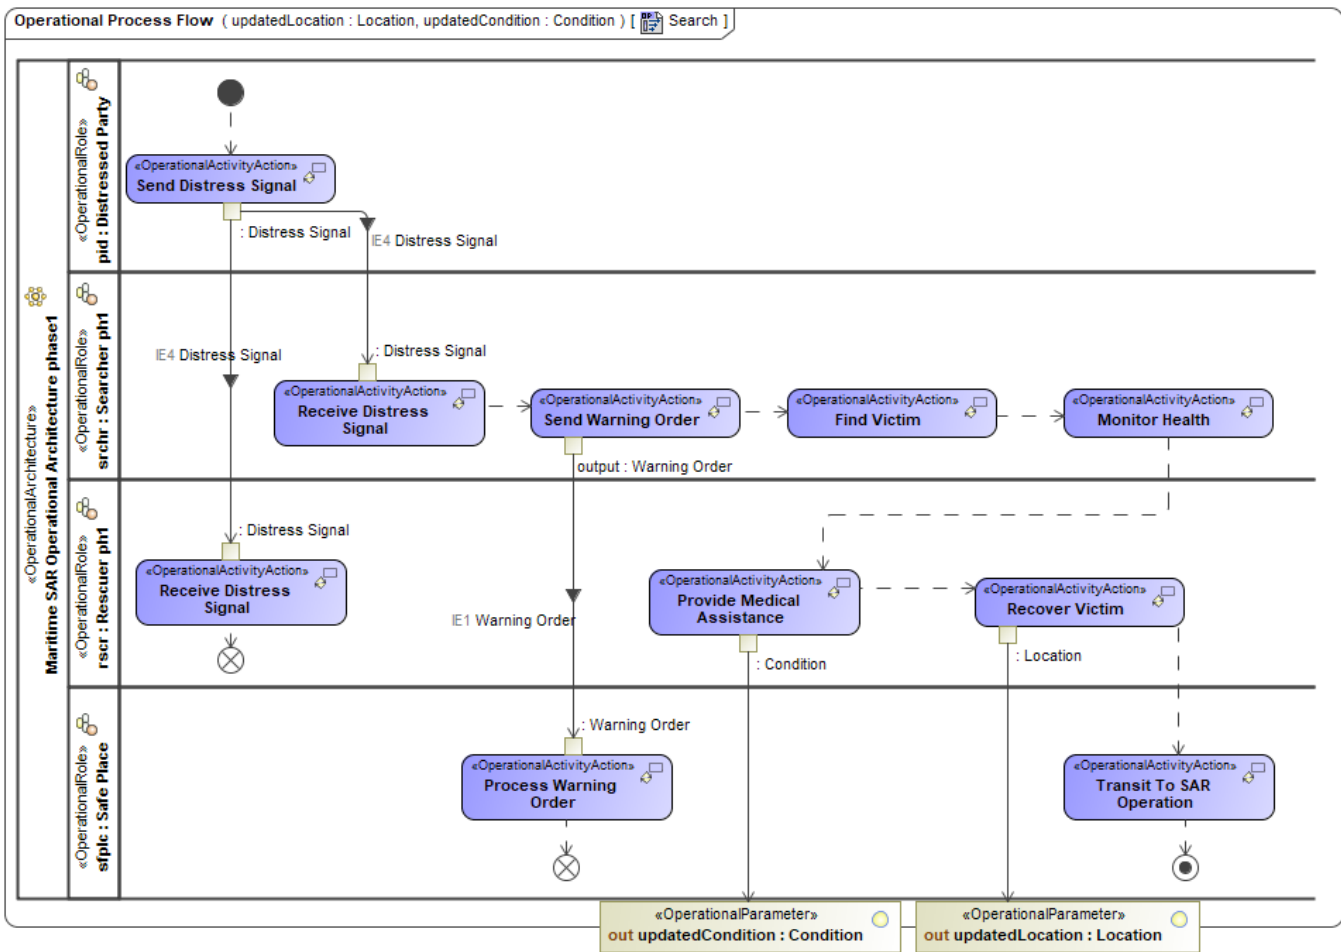 Operational Process Flow ( updatedLocation : Location, updatedCondition : Condition ) [ Search ]
«OperationalArchitecture»
Maritime SAR Operational Architecture phase1
«OperationalRole»
pid : Distressed Party
«OperationalActivityAction»
Send Distress Signal
: Distress Signal
IE4 Distress Signal
«OperationalRole»
srchr : Searcher ph1
IE4 Distress Signal
: Distress Signal
«OperationalActivityAction»
Receive Distress
Signal
«OperationalActivityAction»
Send Warning Order
output : Warning Order
«OperationalActivityAction»
Find Victim
«OperationalActivityAction»
Monitor Health
«OperationalRole»
rscr : Rescuer ph1
: Distress Signal
«OperationalActivityAction»
Receive Distress
Signal
IE1 Warning Order
«OperationalActivityAction»
Provide Medical
Assistance
: Condition
«OperationalActivityAction»
Recover Victim
: Location
«OperationalRole»
sfplc : Safe Place
: Warning Order
«OperationalActivityAction»
Process Warning
Order
«OperationalActivityAction»
Transit To SAR
Operation
«OperationalParameter»
out updatedCondition : Condition
«OperationalParameter»
out updatedLocation : Location